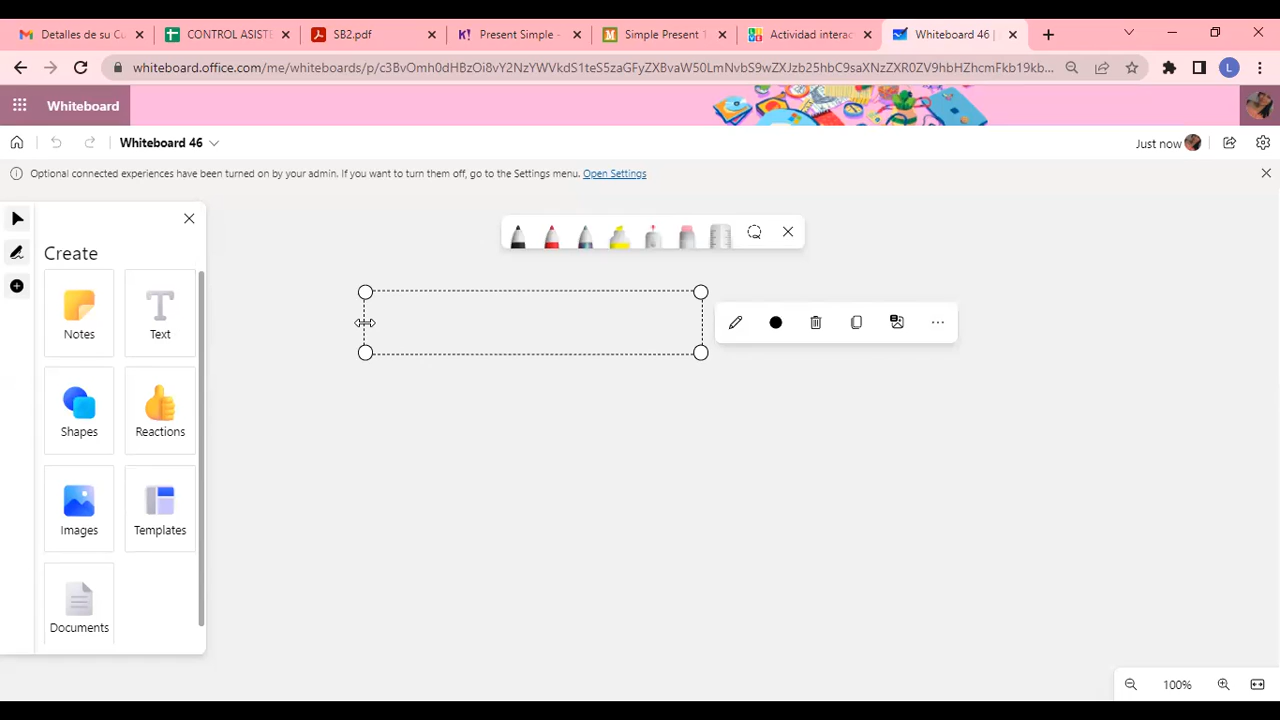 Detalles de su Cu
CONTROL ASISTE
SB2.pdf
Present Simple -
Simple Present T
Actividad interac
Whiteboard 46 |
whiteboard.office.com/me/whiteboards/p/c3BvOmh0dHBzOi8vY2NzYWVkdS1teS5zaGFyZXBvaW50LmNvbS9wZXJzb25hbC9saXNzZXR0ZV9hbHZhcmFkb19kb...
L
Whiteboard
Whiteboard 46
Just now
Optional connected experiences have been turned on by your admin. If you want to turn them off, go to the Settings menu. Open Settings
Create
Notes
Text
Shapes
Reactions
Images
Templates
Documents
100%